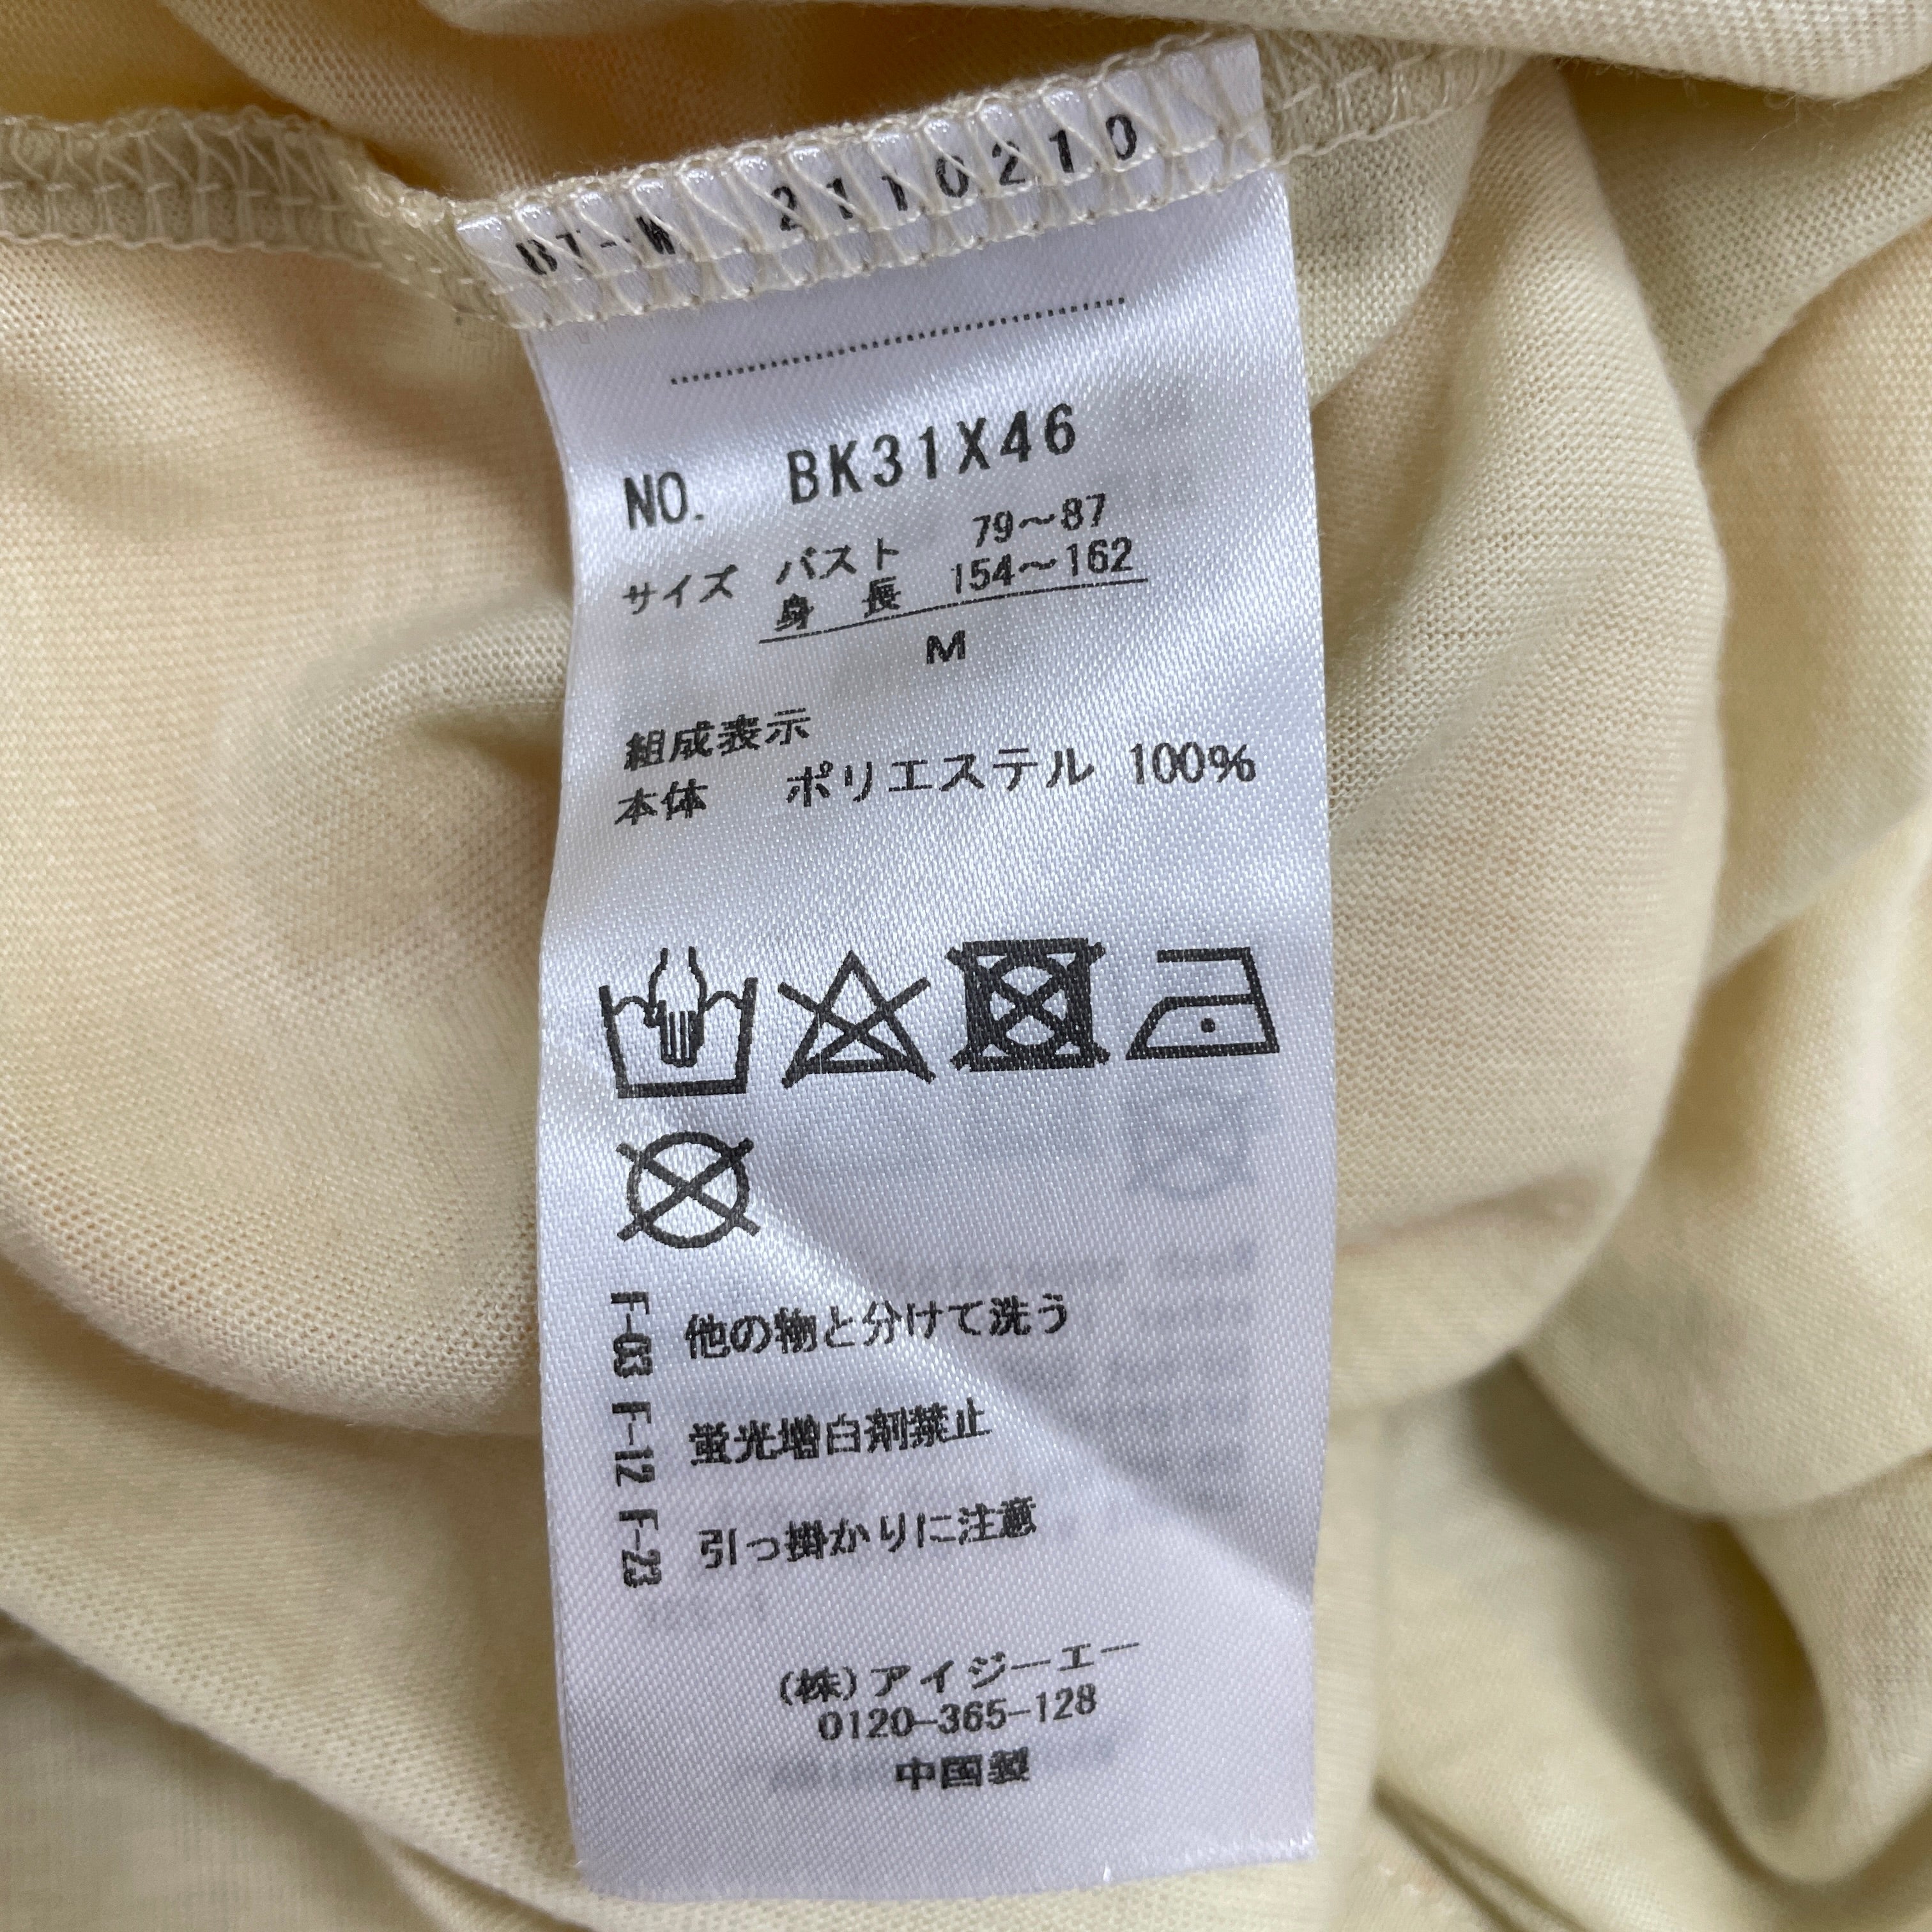 BT-W 2110210
NO. BK31X46
サイズ バスト 79〜87
身長 154〜162
M
組成表示
本体 ポリエステル 100%
F-03 他の物と分けて洗う
F-12 蛍光増白剤禁止
F-23 引っ掛かりに注意
(株)アイジーエー
0120-365-128
中国製